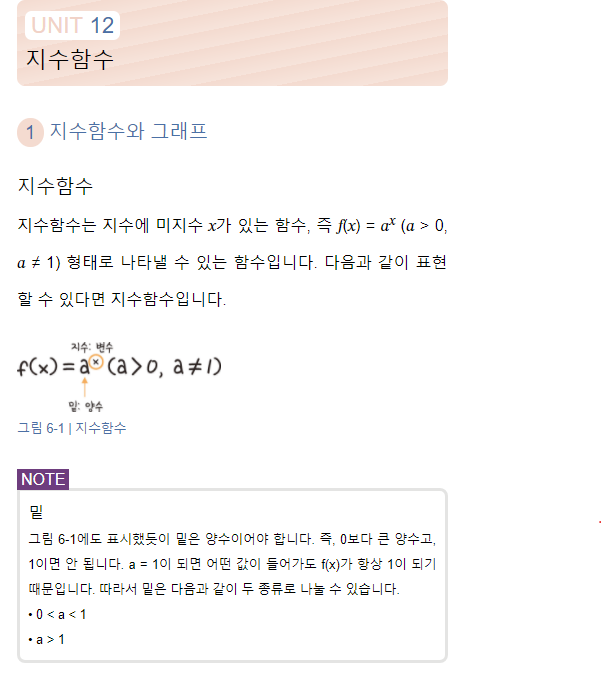 UNIT 12
지수함수
1 지수함수와 그래프
지수함수
지수함수는 지수에 미지수 x가 있는 함수, 즉 f(x) = aˣ (a > 0,
a ≠ 1) 형태로 나타낼 수 있는 함수입니다. 다음과 같이 표현
할 수 있다면 지수함수입니다.
지수: 변수
f(x) = aˣ (a>0, a≠1)
밑: 양수
그림 6-1 | 지수함수
NOTE
밑
그림 6-1에도 표시했듯이 밑은 양수이어야 합니다. 즉, 0보다 큰 양수고,
1이면 안 됩니다. a = 1이 되면 어떤 값이 들어가도 f(x)가 항상 1이 되기
때문입니다. 따라서 밑은 다음과 같이 두 종류로 나눌 수 있습니다.
• 0 < a < 1
• a > 1